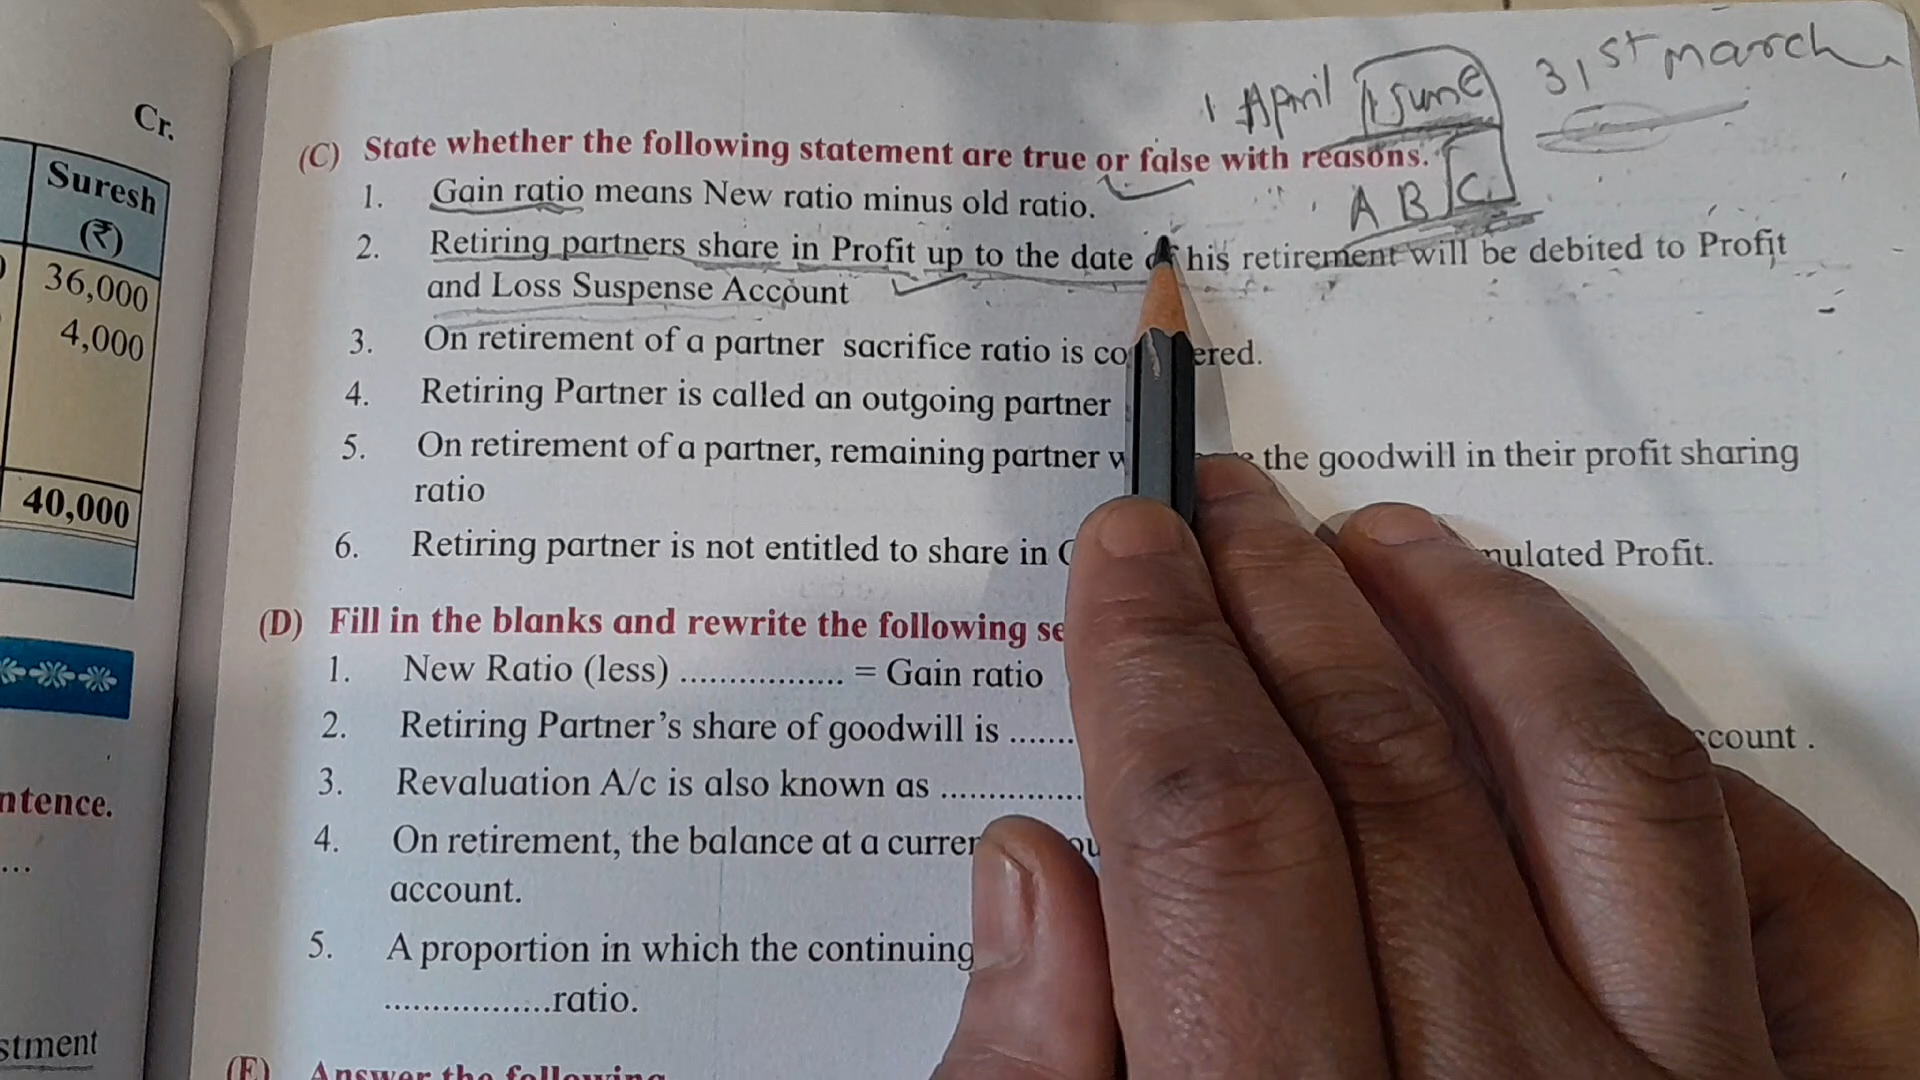 Cr.
Suresh
(₹)
36,000
4,000
40,000
ntence.
...
stment
1 April 1 June 31st march
A B C
(C) State whether the following statement are true or false with reasons.
1. Gain ratio means New ratio minus old ratio.
2. Retiring partners share in Profit up to the date his retirement will be debited to Profit
and Loss Suspense Account
3. On retirement of a partner sacrifice ratio is co ered.
4. Retiring Partner is called an outgoing partner
5. On retirement of a partner, remaining partner w the goodwill in their profit sharing
ratio
6. Retiring partner is not entitled to share in mulated Profit.
(D) Fill in the blanks and rewrite the following se
1. New Ratio (less) ................. = Gain ratio
2. Retiring Partner's share of goodwill is ....... ccount .
3. Revaluation A/c is also known as ...............
4. On retirement, the balance at a curren ou
account.
5. A proportion in which the continuing
.................ratio.
(E) Answer the following